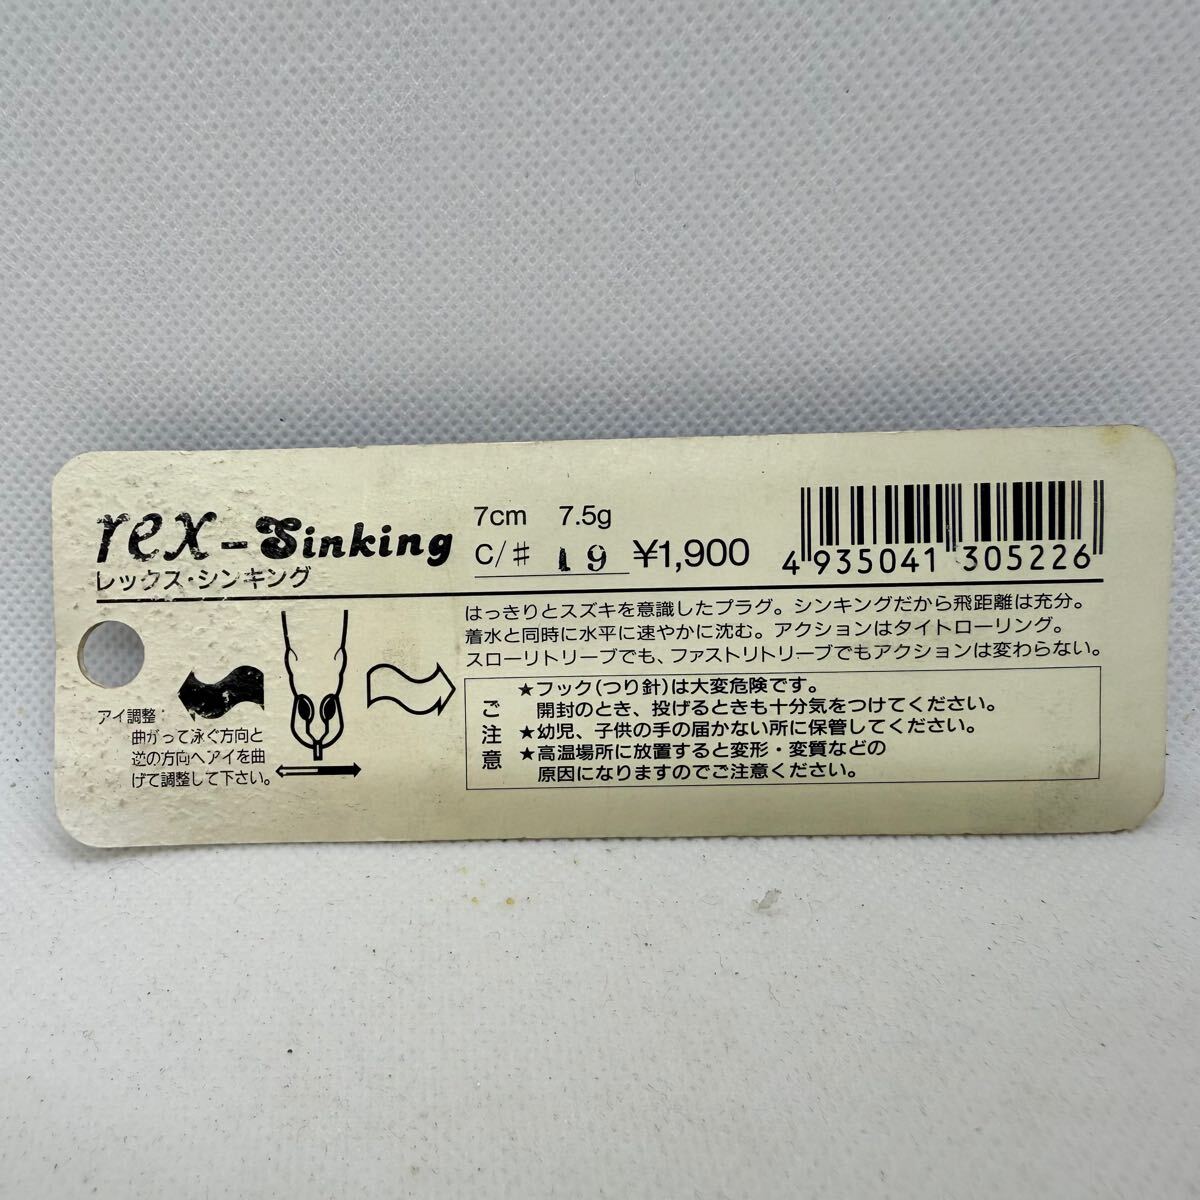 rex-Sinking
レックス・シンキング
7cm 7.5g
C/# 19 ¥1,900
4 935041 305226
はっきりとスズキを意識したプラグ。シンキングだから飛距離は充分。
着水と同時に水平に速やかに沈む。アクションはタイトローリング。
スローリトリーブでも、ファストリトリーブでもアクションは変わらない。
アイ調整:
曲がって泳ぐ方向と
逆の方向へアイを曲
げて調整して下さい。
ご注意
★フック(つり針)は大変危険です。
開封のとき、投げるときも十分気をつけてください。
★幼児、子供の手の届かない所に保管してください。
★高温場所に放置すると変形・変質などの
原因になりますのでご注意ください。